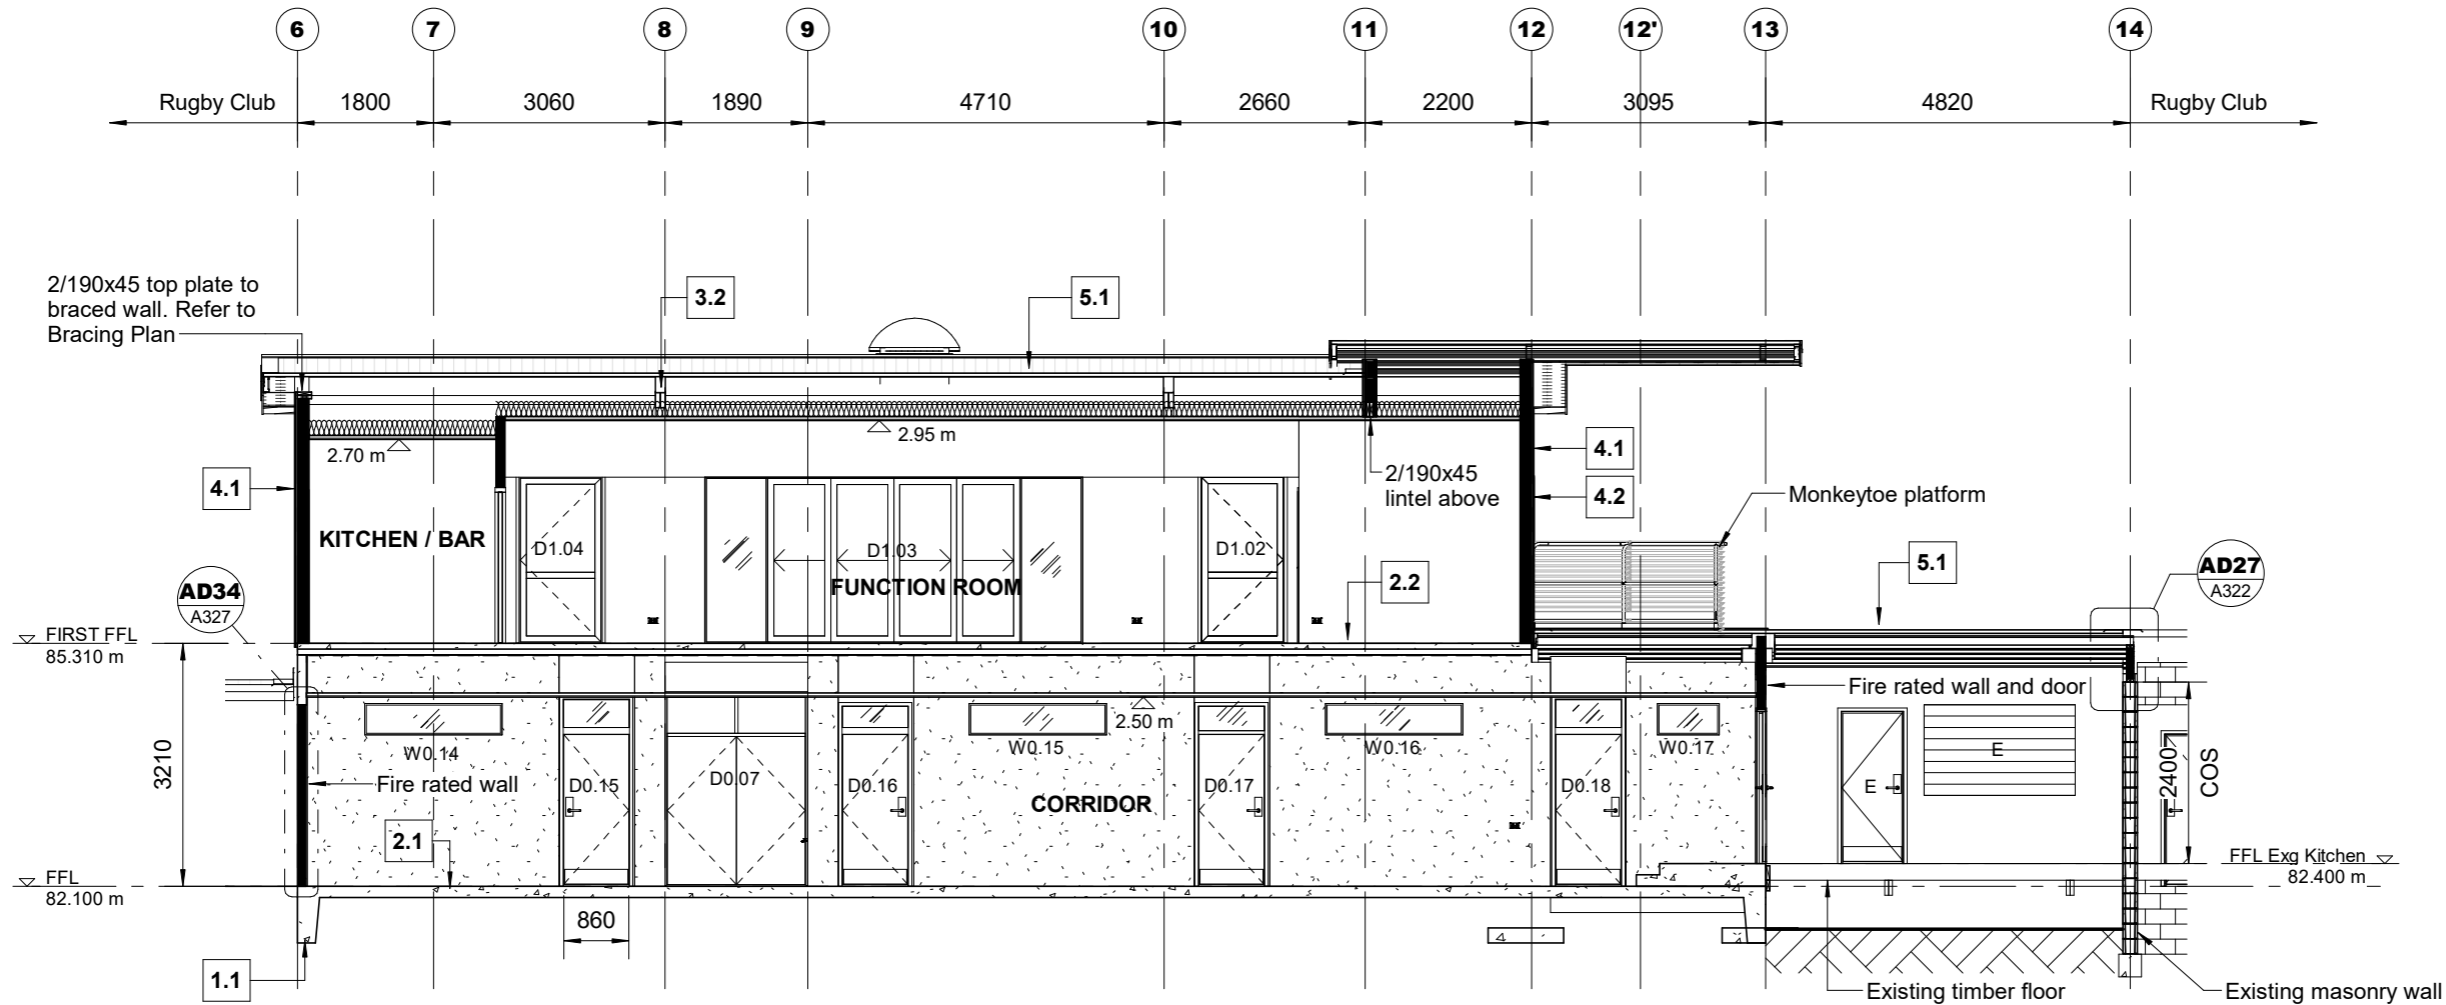 6 7 8 9 10 11 12 12' 13 14
Rugby Club 1800 3060 1890 4710 2660 2200 3095 4820 Rugby Club
2/190x45 top plate to
braced wall. Refer to
Bracing Plan
3.2
5.1
2.95 m
2.70 m
4.1
2/190x45
lintel above
4.1
4.2
Monkeytoe platform
KITCHEN / BAR
D1.04
D1.03
D1.02
FUNCTION ROOM
2.2
5.1
AD34
A327
AD27
A322
FIRST FFL
85.310 m
3210
Fire rated wall and door
2.50 m
W0.14
W0.15
W0.16
W0.17
E
Fire rated wall
D0.15
D0.07
D0.16
D0.17
D0.18
E
CORRIDOR
2400
COS
2.1
FFL
82.100 m
FFL Exg Kitchen
82.400 m
860
1.1
Existing timber floor
Existing masonry wall